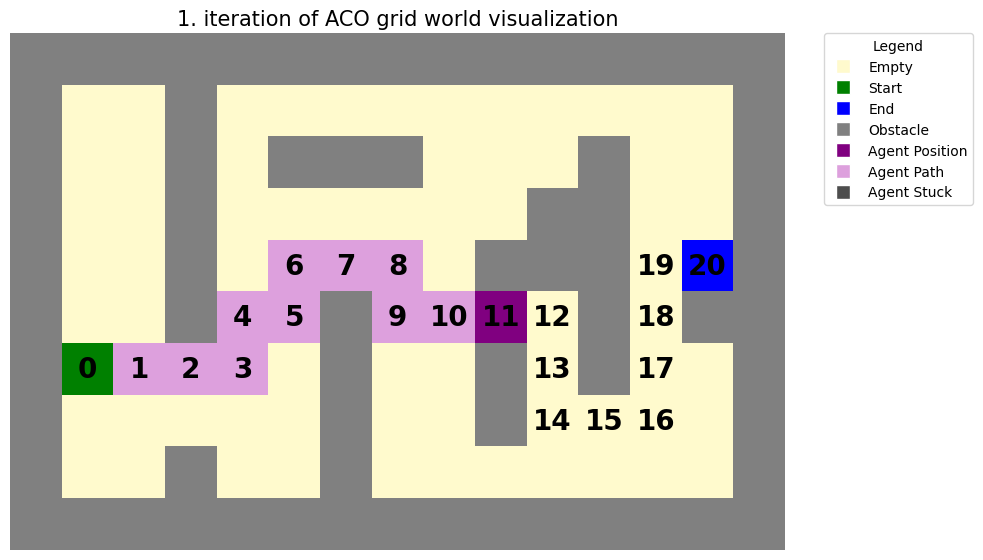 1. iteration of ACO grid world visualization
Legend
Empty
Start
End
Obstacle
Agent Position
Agent Path
Agent Stuck
6 7 8 19 20
4 5 9 10 11 12 18
0 1 2 3 13 17
14 15 16